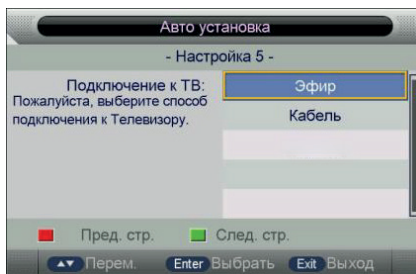 Авто установка
- Настройка 5 -
Подключение к ТВ:
Пожалуйста, выберите способ
подключения к Телевизору.
Эфир
Кабель
Пред. стр.
След. стр.
Перем. Enter Выбрать Exit Выход